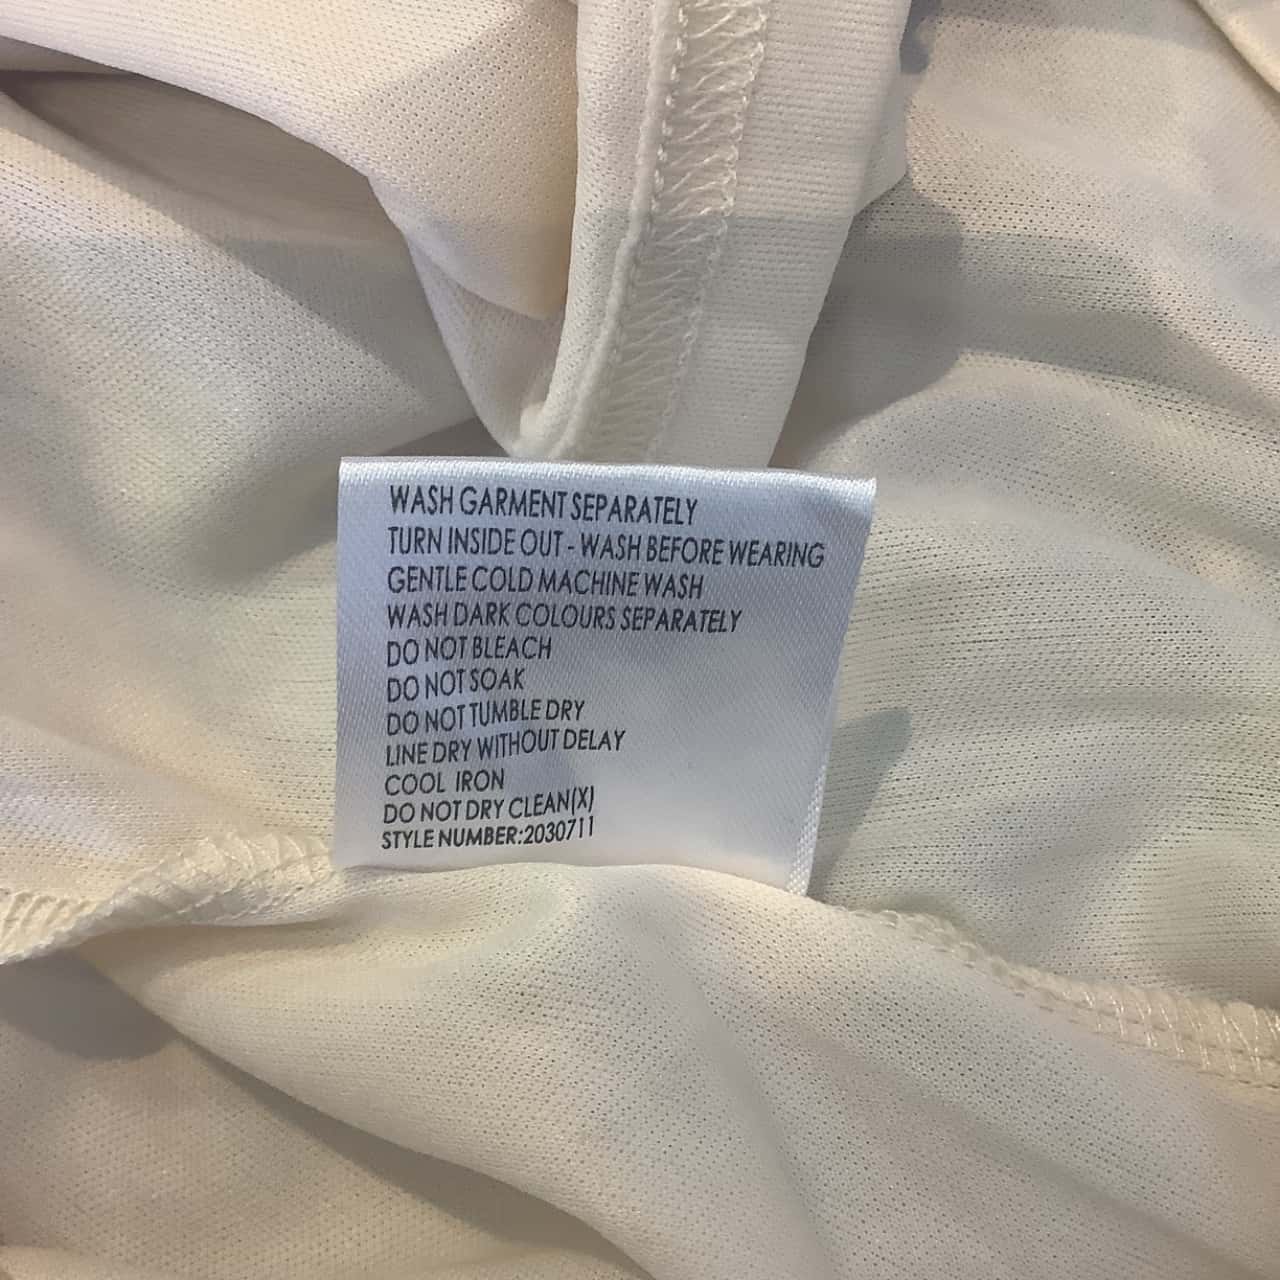 WASH GARMENT SEPARATELY
TURN INSIDE OUT - WASH BEFORE WEARING
GENTLE COLD MACHINE WASH
WASH DARK COLOURS SEPARATELY
DO NOT BLEACH
DO NOT SOAK
DO NOT TUMBLE DRY
LINE DRY WITHOUT DELAY
COOL IRON
DO NOT DRY CLEAN(X)
STYLE NUMBER:2030711